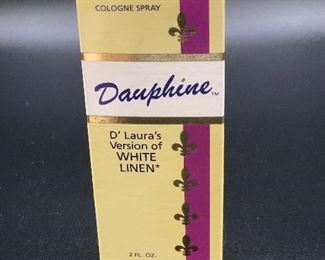 COLOGNE SPRAY
Dauphine™
D' Laura's
Version of
WHITE
LINEN*
2 FL. OZ.